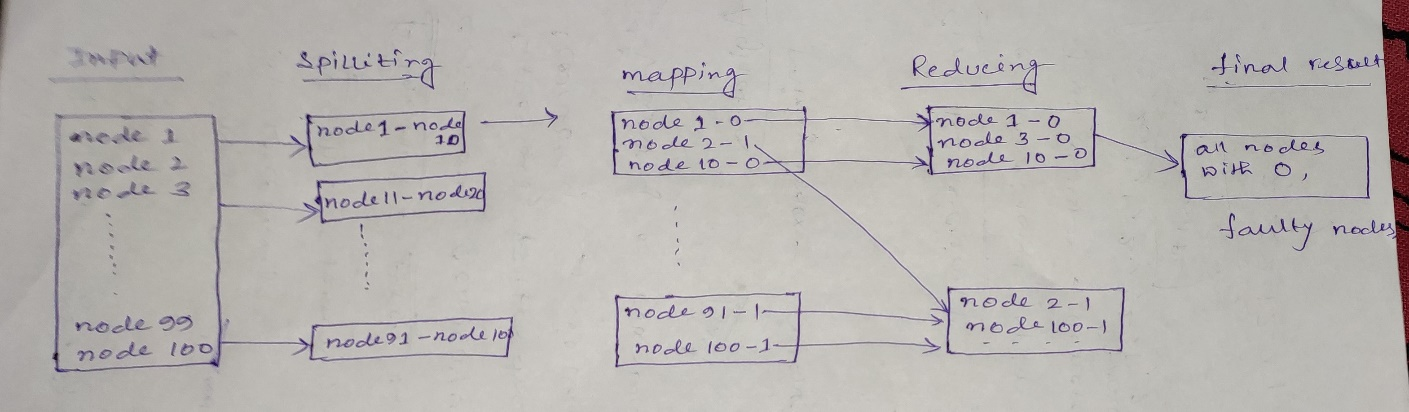 Input
node 1
node 2
node 3
node 99
node 100
Spilliting
node1-node
10
node11-node20
node91-node10
mapping
node 1-0
node 2-1
node 10-0
node 91-1
node 100-1
Reducing
node 1-0
node 3-0
node 10-0
node 2-1
node 100-1
final result
all nodes
with 0,
faulty nodes